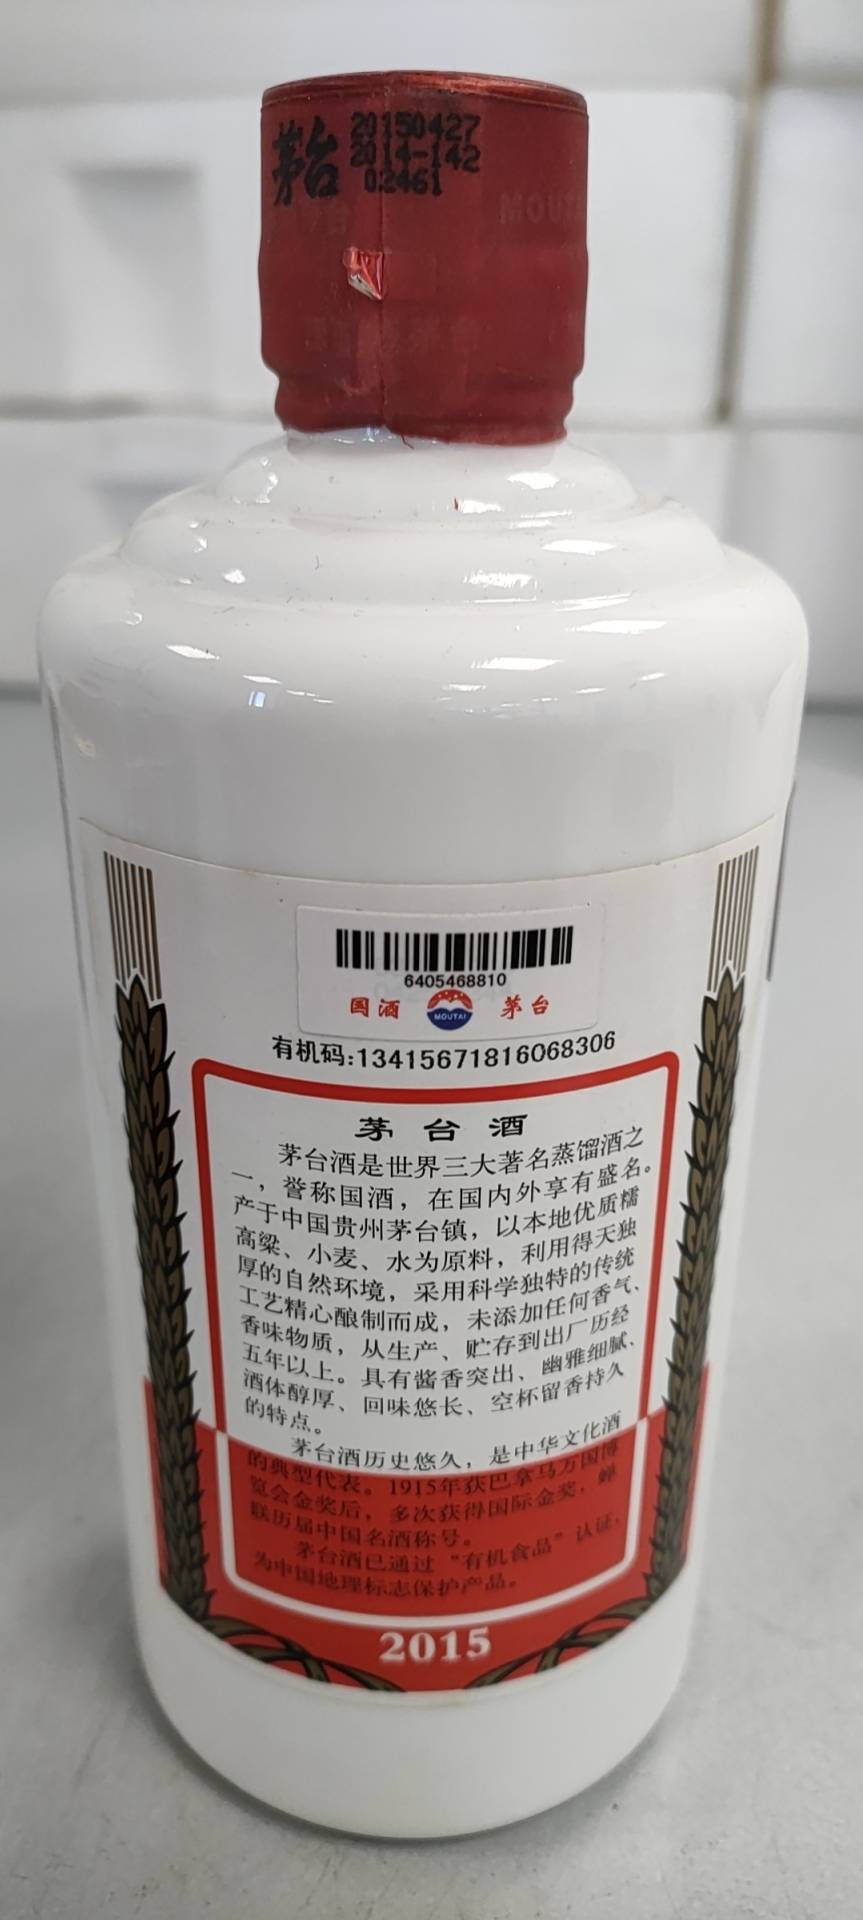 茅台 20150427
2014-142
02461
MOUTAI
6405468810
国酒 MOUTAI 茅台
有机码:13415671816068306
茅台酒
茅台酒是世界三大著名蒸馏酒之
一，誉称国酒，在国内外享有盛名。
产于中国贵州茅台镇，以本地优质糯
高粱、小麦、水为原料，利用得天独
厚的自然环境，采用科学独特的传统
工艺精心酿制而成，未添加任何香气、
香味物质，从生产、贮存到出厂历经
五年以上。具有酱香突出、幽雅细腻、
酒体醇厚、回味悠长、空杯留香持久
的特点。
茅台酒历史悠久，是中华文化酒
的典型代表。1915年获巴拿马万国博
览会金奖后，多次获得国际金奖，蝉
联历届中国名酒称号。
茅台酒已通过“有机食品”认证，
为中国地理标志保护产品。
2015